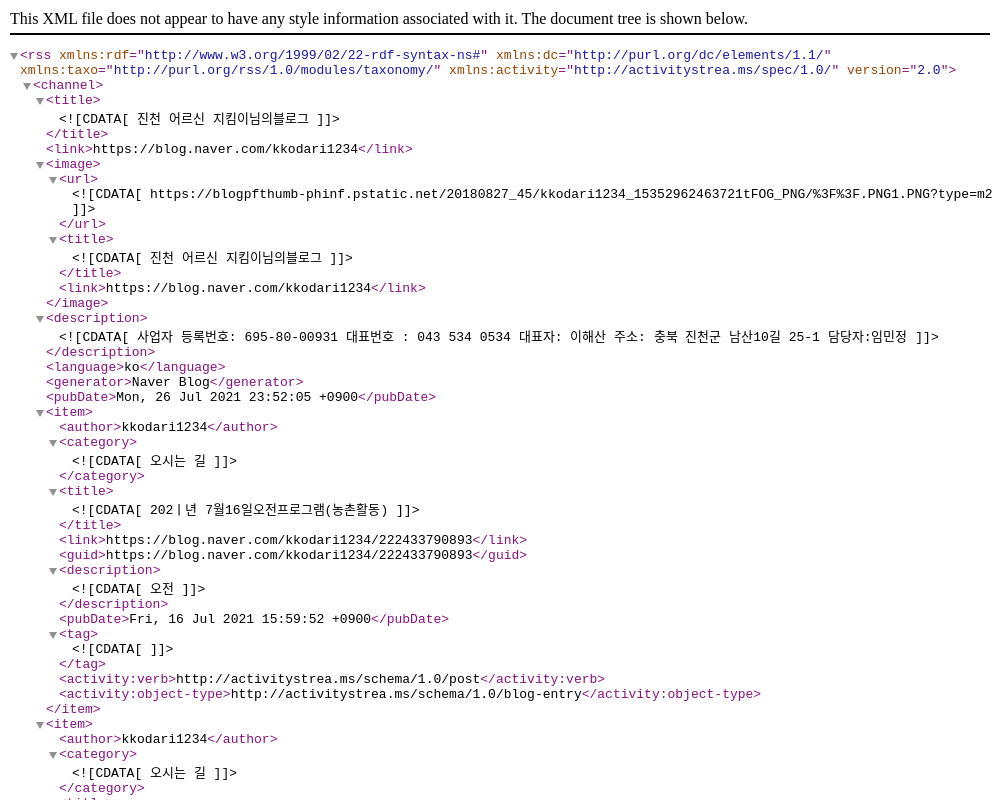 This XML file does not appear to have any style information associated with it. The document tree is shown below.
▼<rss xmlns:rdf="http://www.w3.org/1999/02/22-rdf-syntax-ns#" xmlns:dc="http://purl.org/dc/elements/1.1/"
xmlns:taxo="http://purl.org/rss/1.0/modules/taxonomy/" xmlns:activity="http://activitystrea.ms/spec/1.0/" version="2.0">
▼<channel>
▼<title>
<![CDATA[ 진천 어르신 지킴이님의블로그 ]]>
</title>
<link>https://blog.naver.com/kkodari1234</link>
▼<image>
▼<url>
<![CDATA[ https://blogpfthumb-phinf.pstatic.net/20180827_45/kkodari1234_15352962463721tFOG_PNG/%3F%3F.PNG1.PNG?type=m2
]]>
</url>
▼<title>
<![CDATA[ 진천 어르신 지킴이님의블로그 ]]>
</title>
<link>https://blog.naver.com/kkodari1234</link>
</image>
▼<description>
<![CDATA[ 사업자 등록번호: 695-80-00931 대표번호 : 043 534 0534 대표자: 이해산 주소: 충북 진천군 남산10길 25-1 담당자:임민정 ]]>
</description>
<language>ko</language>
<generator>Naver Blog</generator>
<pubDate>Mon, 26 Jul 2021 23:52:05 +0900</pubDate>
▼<item>
<author>kkodari1234</author>
▼<category>
<![CDATA[ 오시는 길 ]]>
</category>
▼<title>
<![CDATA[ 202ㅣ년 7월16일오전프로그램(농촌활동) ]]>
</title>
<link>https://blog.naver.com/kkodari1234/222433790893</link>
<guid>https://blog.naver.com/kkodari1234/222433790893</guid>
▼<description>
<![CDATA[ 오전 ]]>
</description>
<pubDate>Fri, 16 Jul 2021 15:59:52 +0900</pubDate>
▼<tag>
<![CDATA[ ]]>
</tag>
<activity:verb>http://activitystrea.ms/schema/1.0/post</activity:verb>
<activity:object-type>http://activitystrea.ms/schema/1.0/blog-entry</activity:object-type>
</item>
▼<item>
<author>kkodari1234</author>
▼<category>
<![CDATA[ 오시는 길 ]]>
</category>